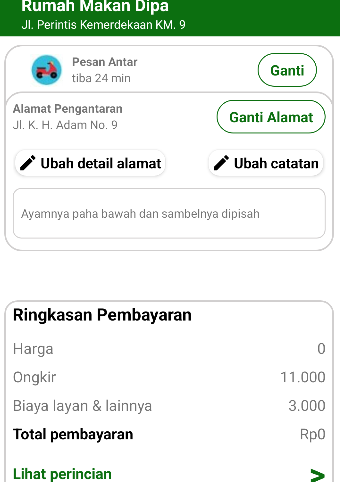 Rumah Makan Dipa
Jl. Perintis Kemerdekaan KM. 9
Pesan Antar
tiba 24 min
Ganti
Alamat Pengantaran
Jl. K. H. Adam No. 9
Ganti Alamat
Ubah detail alamat
Ubah catatan
Ayamnya paha bawah dan sambelnya dipisah
Ringkasan Pembayaran
Harga 0
Ongkir 11.000
Biaya layan & lainnya 3.000
Total pembayaran Rp0
Lihat perincian >